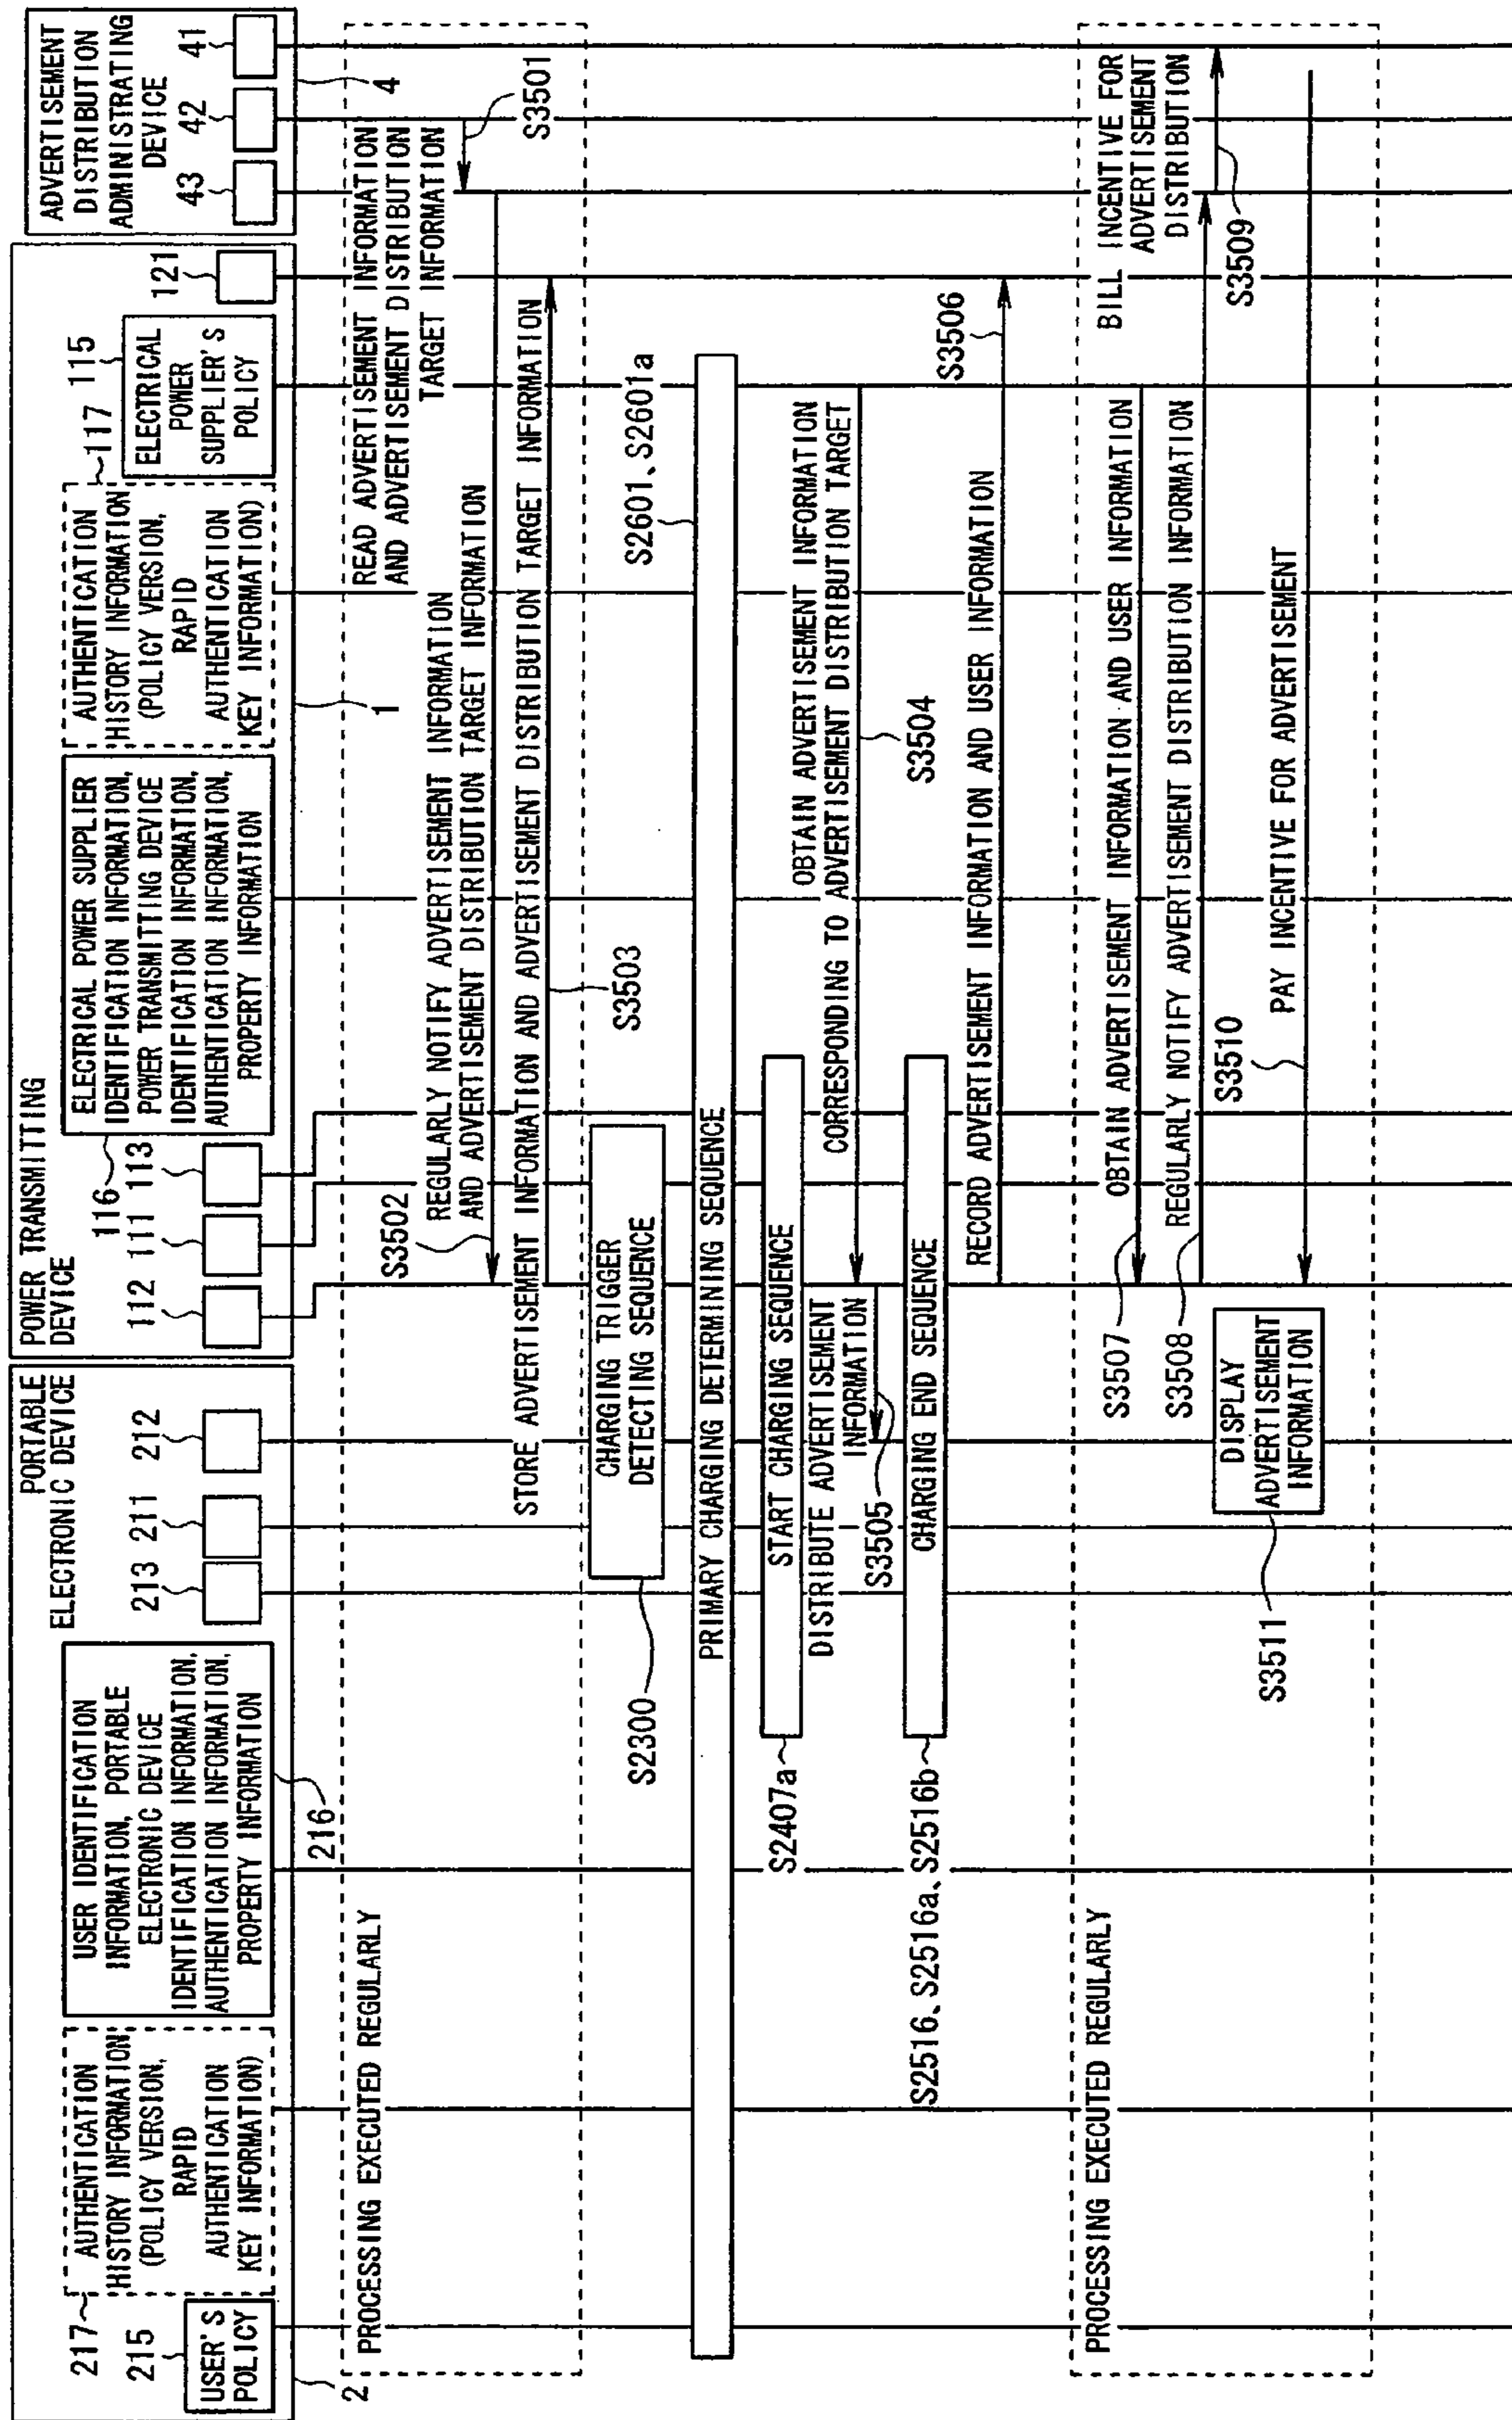 PORTABLE
ELECTRONIC DEVICE
217
AUTHENTICATION
HISTORY INFORMATION
(POLICY VERSION,
RAPID
AUTHENTICATION
KEY INFORMATION)
215
USER'S
POLICY
2
USER IDENTIFICATION
INFORMATION, PORTABLE
ELECTRONIC DEVICE
IDENTIFICATION INFORMATION,
AUTHENTICATION INFORMATION,
PROPERTY INFORMATION
216
213
211
212
POWER TRANSMITTING
DEVICE
112
111
113
116
ELECTRICAL POWER SUPPLIER
IDENTIFICATION INFORMATION,
POWER TRANSMITTING DEVICE
IDENTIFICATION INFORMATION,
AUTHENTICATION INFORMATION,
PROPERTY INFORMATION
1
AUTHENTICATION
HISTORY INFORMATION
(POLICY VERSION,
RAPID
AUTHENTICATION
KEY INFORMATION)
117
115
ELECTRICAL
POWER
SUPPLIER'S
POLICY
121
ADVERTISEMENT
DISTRIBUTION
ADMINISTRATING
DEVICE
43
42
41
4
PROCESSING EXECUTED REGULARLY
READ ADVERTISEMENT INFORMATION
AND ADVERTISEMENT DISTRIBUTION
TARGET INFORMATION
S3501
S3502
REGULARLY NOTIFY ADVERTISEMENT INFORMATION
AND ADVERTISEMENT DISTRIBUTION TARGET INFORMATION
STORE ADVERTISEMENT INFORMATION AND ADVERTISEMENT DISTRIBUTION TARGET INFORMATION
S3503
CHARGING TRIGGER
DETECTING SEQUENCE
S2300
S2601、S2601a
PRIMARY CHARGING DETERMINING SEQUENCE
START CHARGING SEQUENCE
S2407a
OBTAIN ADVERTISEMENT INFORMATION
CORRESPONDING TO ADVERTISEMENT DISTRIBUTION TARGET
S3504
DISTRIBUTE ADVERTISEMENT
INFORMATION
S3505
CHARGING END SEQUENCE
S2516、S2516a、S2516b
S3506
RECORD ADVERTISEMENT INFORMATION AND USER INFORMATION
PROCESSING EXECUTED REGULARLY
OBTAIN ADVERTISEMENT INFORMATION AND USER INFORMATION
S3507
REGULARLY NOTIFY ADVERTISEMENT DISTRIBUTION INFORMATION
S3508
BILL INCENTIVE FOR
ADVERTISEMENT
DISTRIBUTION
S3509
S3510
PAY INCENTIVE FOR ADVERTISEMENT
DISPLAY
ADVERTISEMENT
INFORMATION
S3511